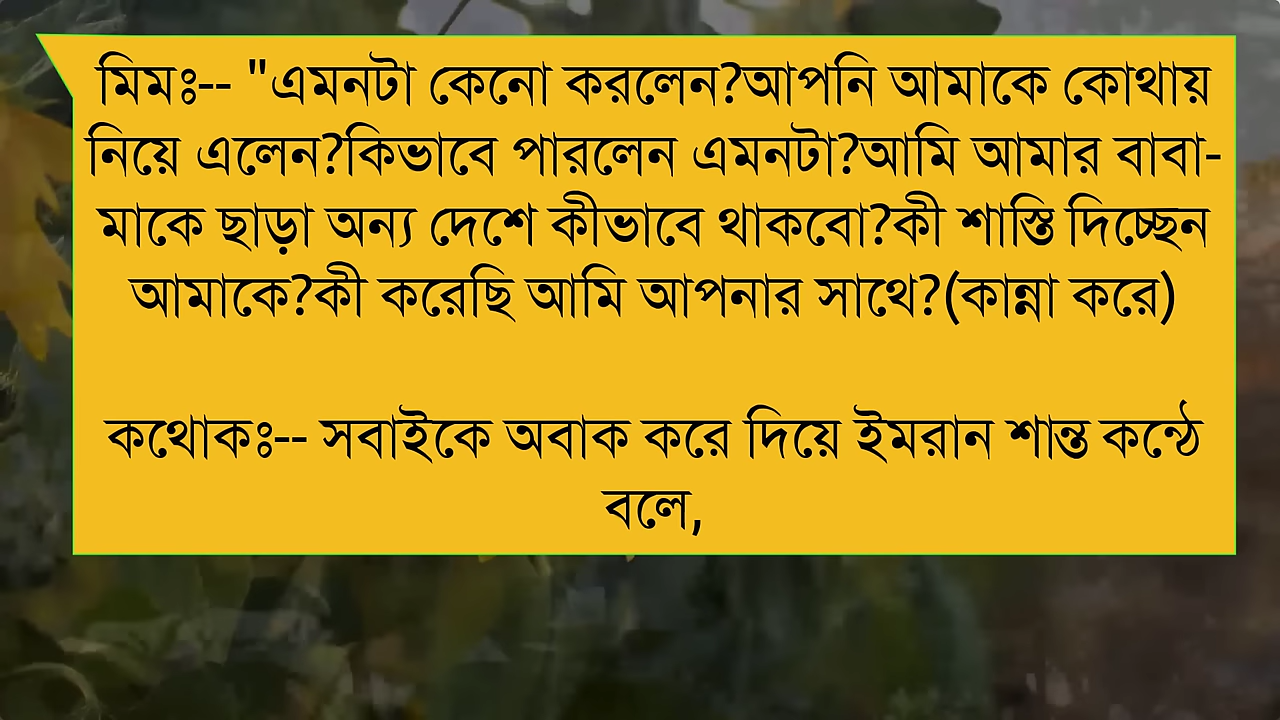 মিমঃ-- "এমনটা কেনো করলেন?আপনি আমাকে কোথায়
নিয়ে এলেন?কিভাবে পারলেন এমনটা?আমি আমার বাবা-
মাকে ছাড়া অন্য দেশে কীভাবে থাকবো?কী শাস্তি দিচ্ছেন
আমাকে?কী করেছি আমি আপনার সাথে?(কান্না করে)
কথোকঃ-- সবাইকে অবাক করে দিয়ে ইমরান শান্ত কন্ঠে
বলে,